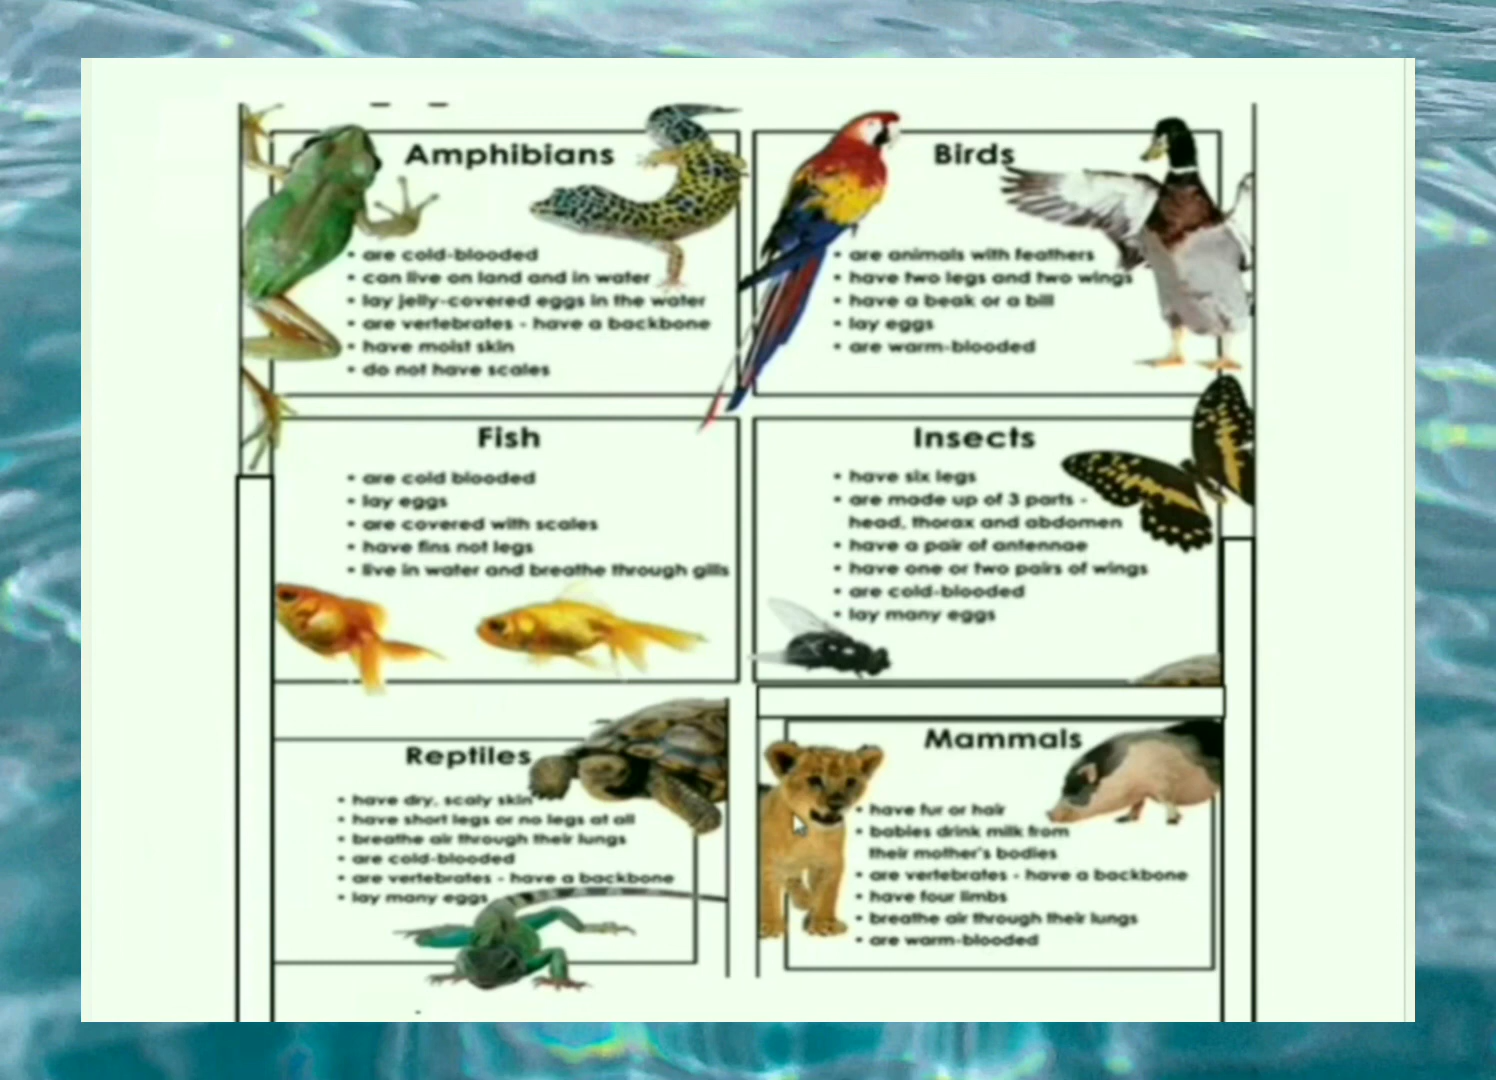 Amphibians
• are cold-blooded
• can live on land and in water
• lay jelly-covered eggs in the water
• are vertebrates - have a backbone
• have moist skin
• do not have scales
Birds
• are animals with feathers
• have two legs and two wings
• have a beak or a bill
• lay eggs
• are warm-blooded
Fish
• are cold blooded
• lay eggs
• are covered with scales
• have fins not legs
• live in water and breathe through gills
Insects
• have six legs
• are made up of 3 parts -
head, thorax and abdomen
• have a pair of antennae
• have one or two pairs of wings
• are cold-blooded
• lay many eggs
Reptiles
• have dry, scaly skin
• have short legs or no legs at all
• breathe air through their lungs
• are cold-blooded
• are vertebrates - have a backbone
• lay many eggs
Mammals
• have fur or hair
• babies drink milk from
their mother's bodies
• are vertebrates - have a backbone
• have four limbs
• breathe air through their lungs
• are warm-blooded